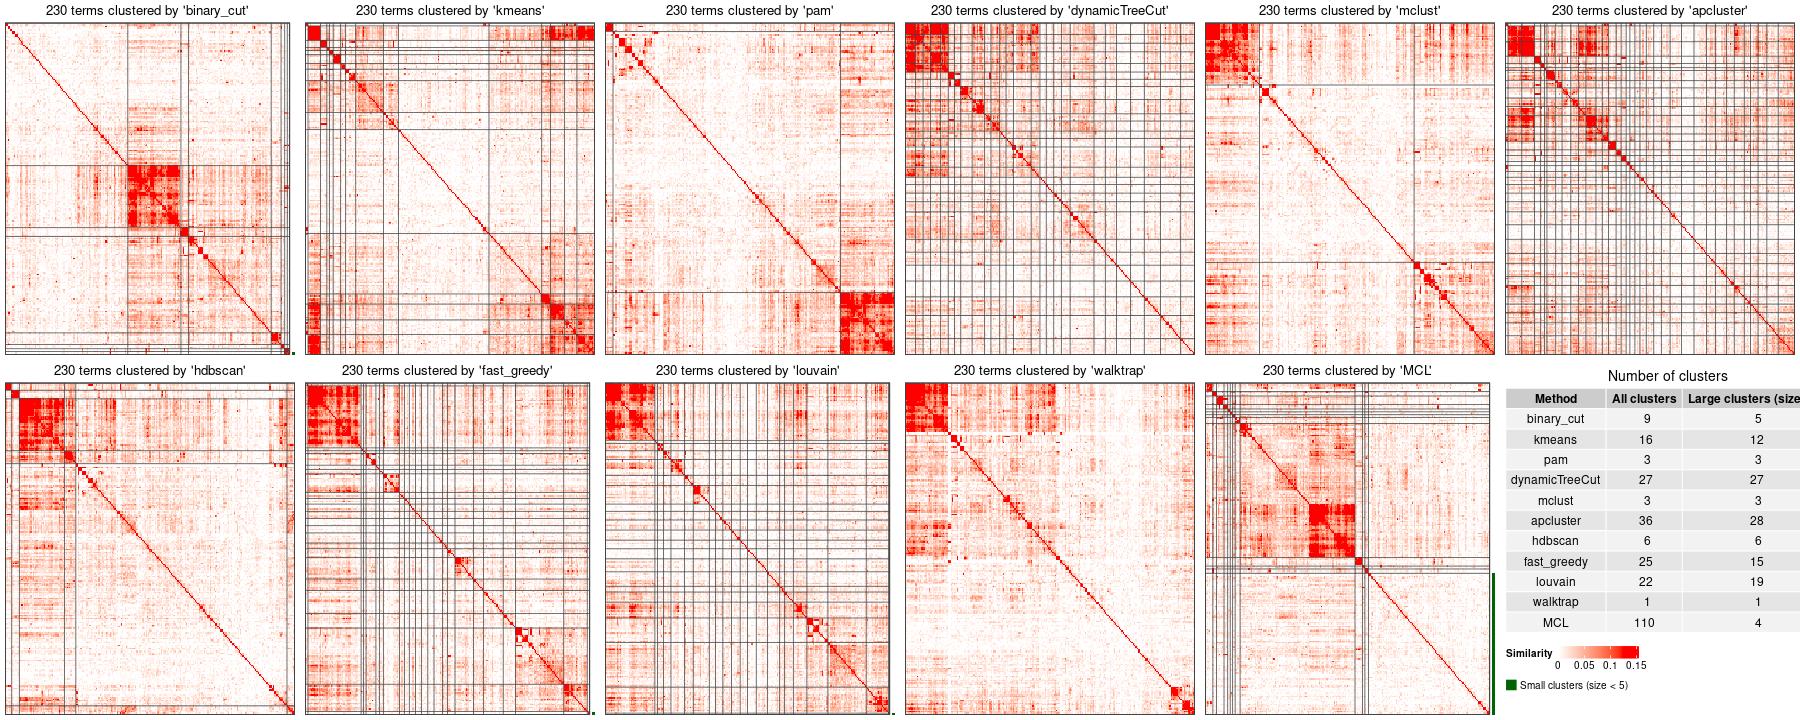 230 terms clustered by 'binary_cut'
230 terms clustered by 'kmeans'
230 terms clustered by 'pam'
230 terms clustered by 'dynamicTreeCut'
230 terms clustered by 'mclust'
230 terms clustered by 'apcluster'
230 terms clustered by 'hdbscan'
230 terms clustered by 'fast_greedy'
230 terms clustered by 'louvain'
230 terms clustered by 'walktrap'
230 terms clustered by 'MCL'
Number of clusters
Method All clusters Large clusters (size
binary_cut 9 5
kmeans 16 12
pam 3 3
dynamicTreeCut 27 27
mclust 3 3
apcluster 36 28
hdbscan 6 6
fast_greedy 25 15
louvain 22 19
walktrap 1 1
MCL 110 4
Similarity
0 0.05 0.1 0.15
Small clusters (size < 5)